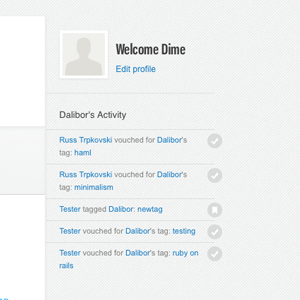 Welcome Dime
Edit profile
Dalibor's Activity
Russ Trpkovski vouched for Dalibor's
tag: haml
Russ Trpkovski vouched for Dalibor's
tag: minimalism
Tester tagged Dalibor: newtag
Tester vouched for Dalibor's tag: testing
Tester vouched for Dalibor's tag: ruby on
rails